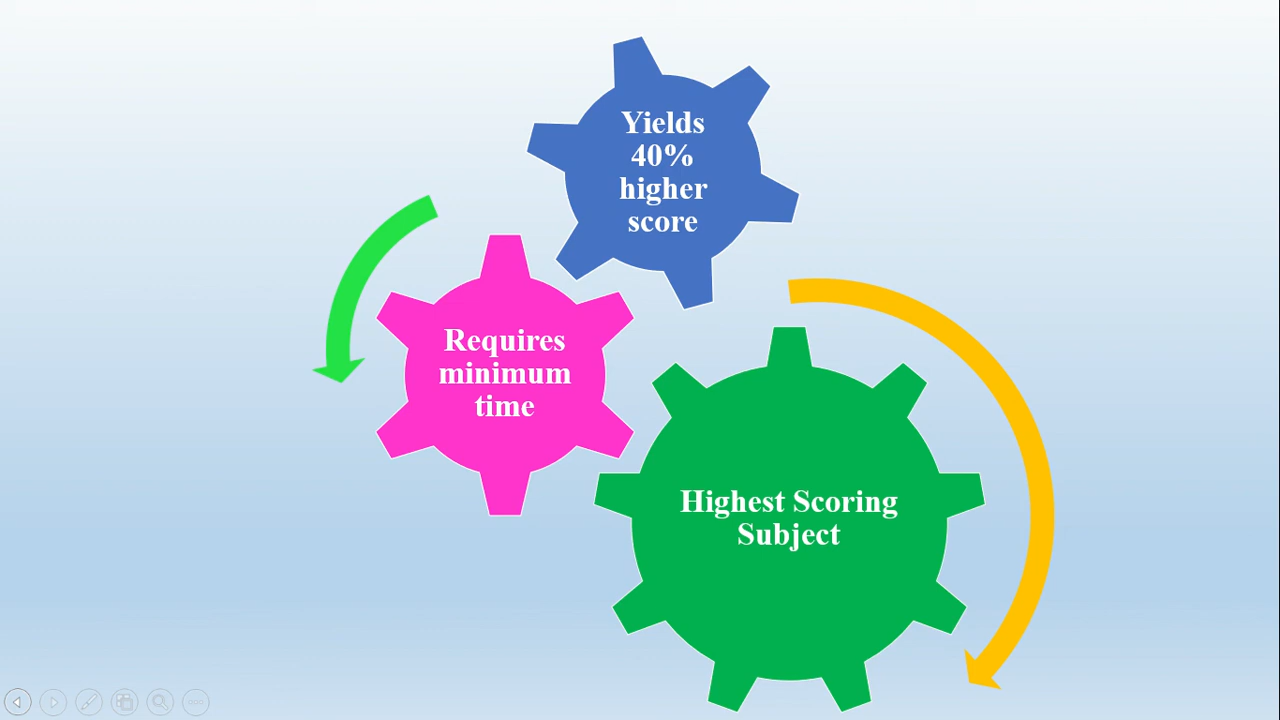 Yields
40%
higher
score
Requires
minimum
time
Highest Scoring
Subject